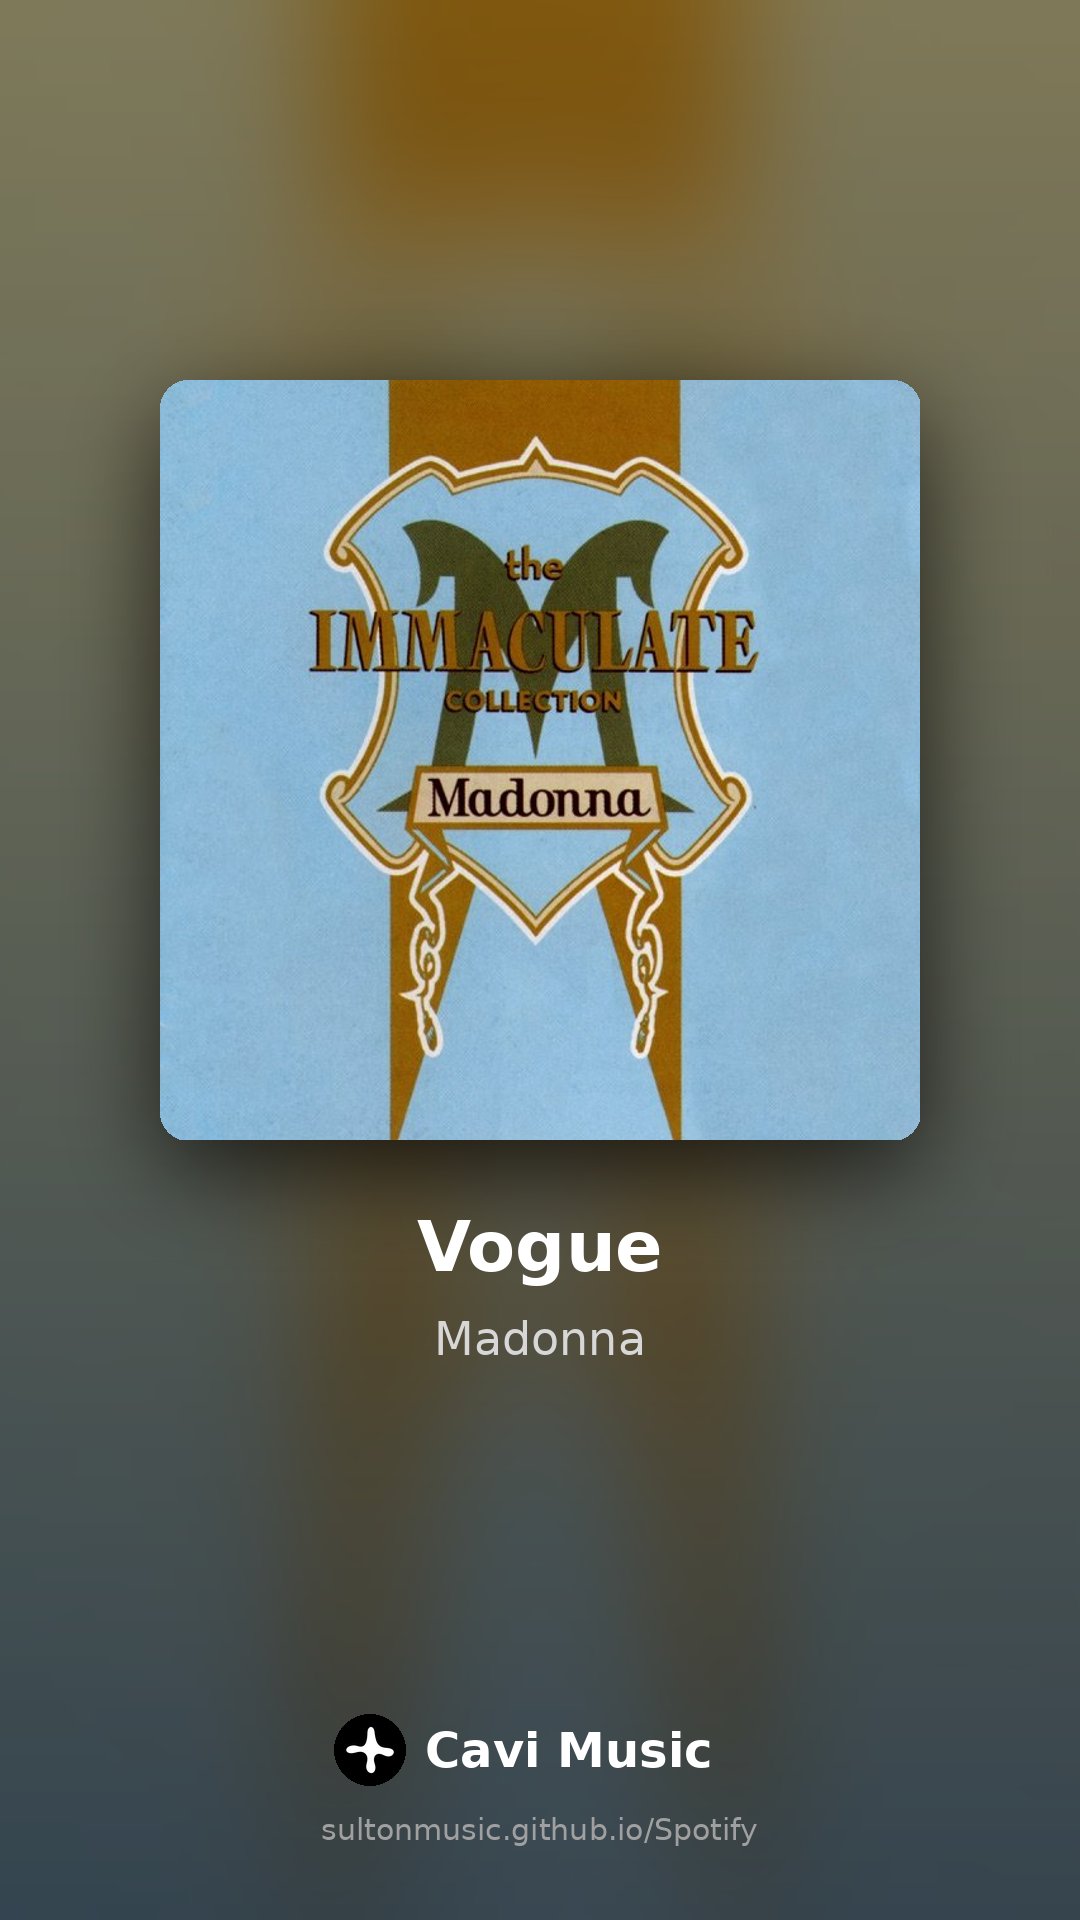 the
IMMACULATE
COLLECTION
Madonna
Vogue
Madonna
Cavi Music
sultonmusic.github.io/Spotify